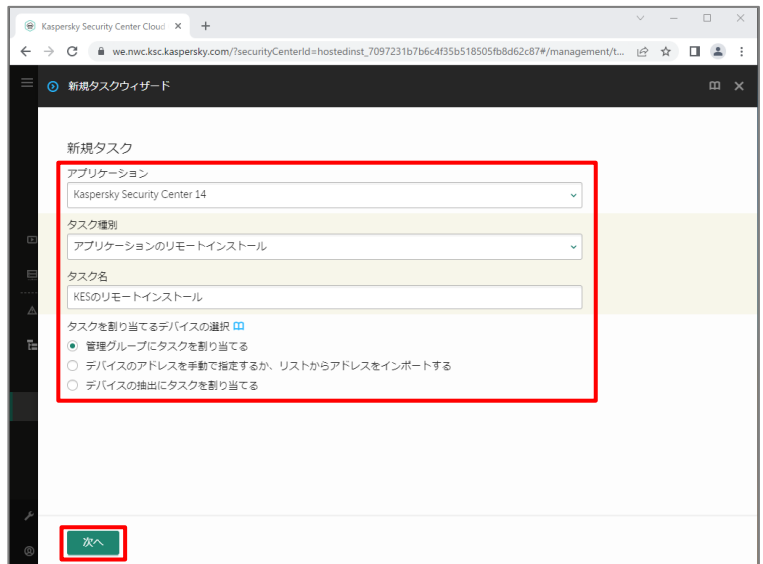 Kaspersky Security Center Cloud
we.nwc.ksc.kaspersky.com/?securityCenterId=hostedinst_7097231b7b6c4f35b518505fb8d62c87#/management/t...
新規タスクウィザード
新規タスク
アプリケーション
Kaspersky Security Center 14
タスク種別
アプリケーションのリモートインストール
タスク名
KESのリモートインストール
タスクを割り当てるデバイスの選択
管理グループにタスクを割り当てる
デバイスのアドレスを手動で指定するか、リストからアドレスをインポートする
デバイスの抽出にタスクを割り当てる
次へ